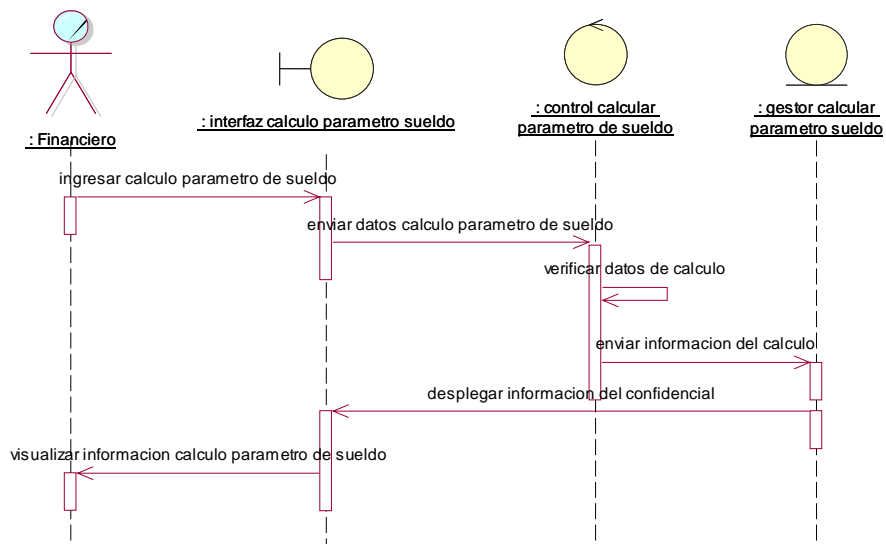 : Financiero
: interfaz calculo parametro sueldo
: control calcular
parametro de sueldo
: gestor calcular
parametro sueldo
ingresar calculo parametro de sueldo
enviar datos calculo parametro de sueldo
verificar datos de calculo
enviar informacion del calculo
desplegar informacion del confidencial
visualizar informacion calculo parametro de sueldo